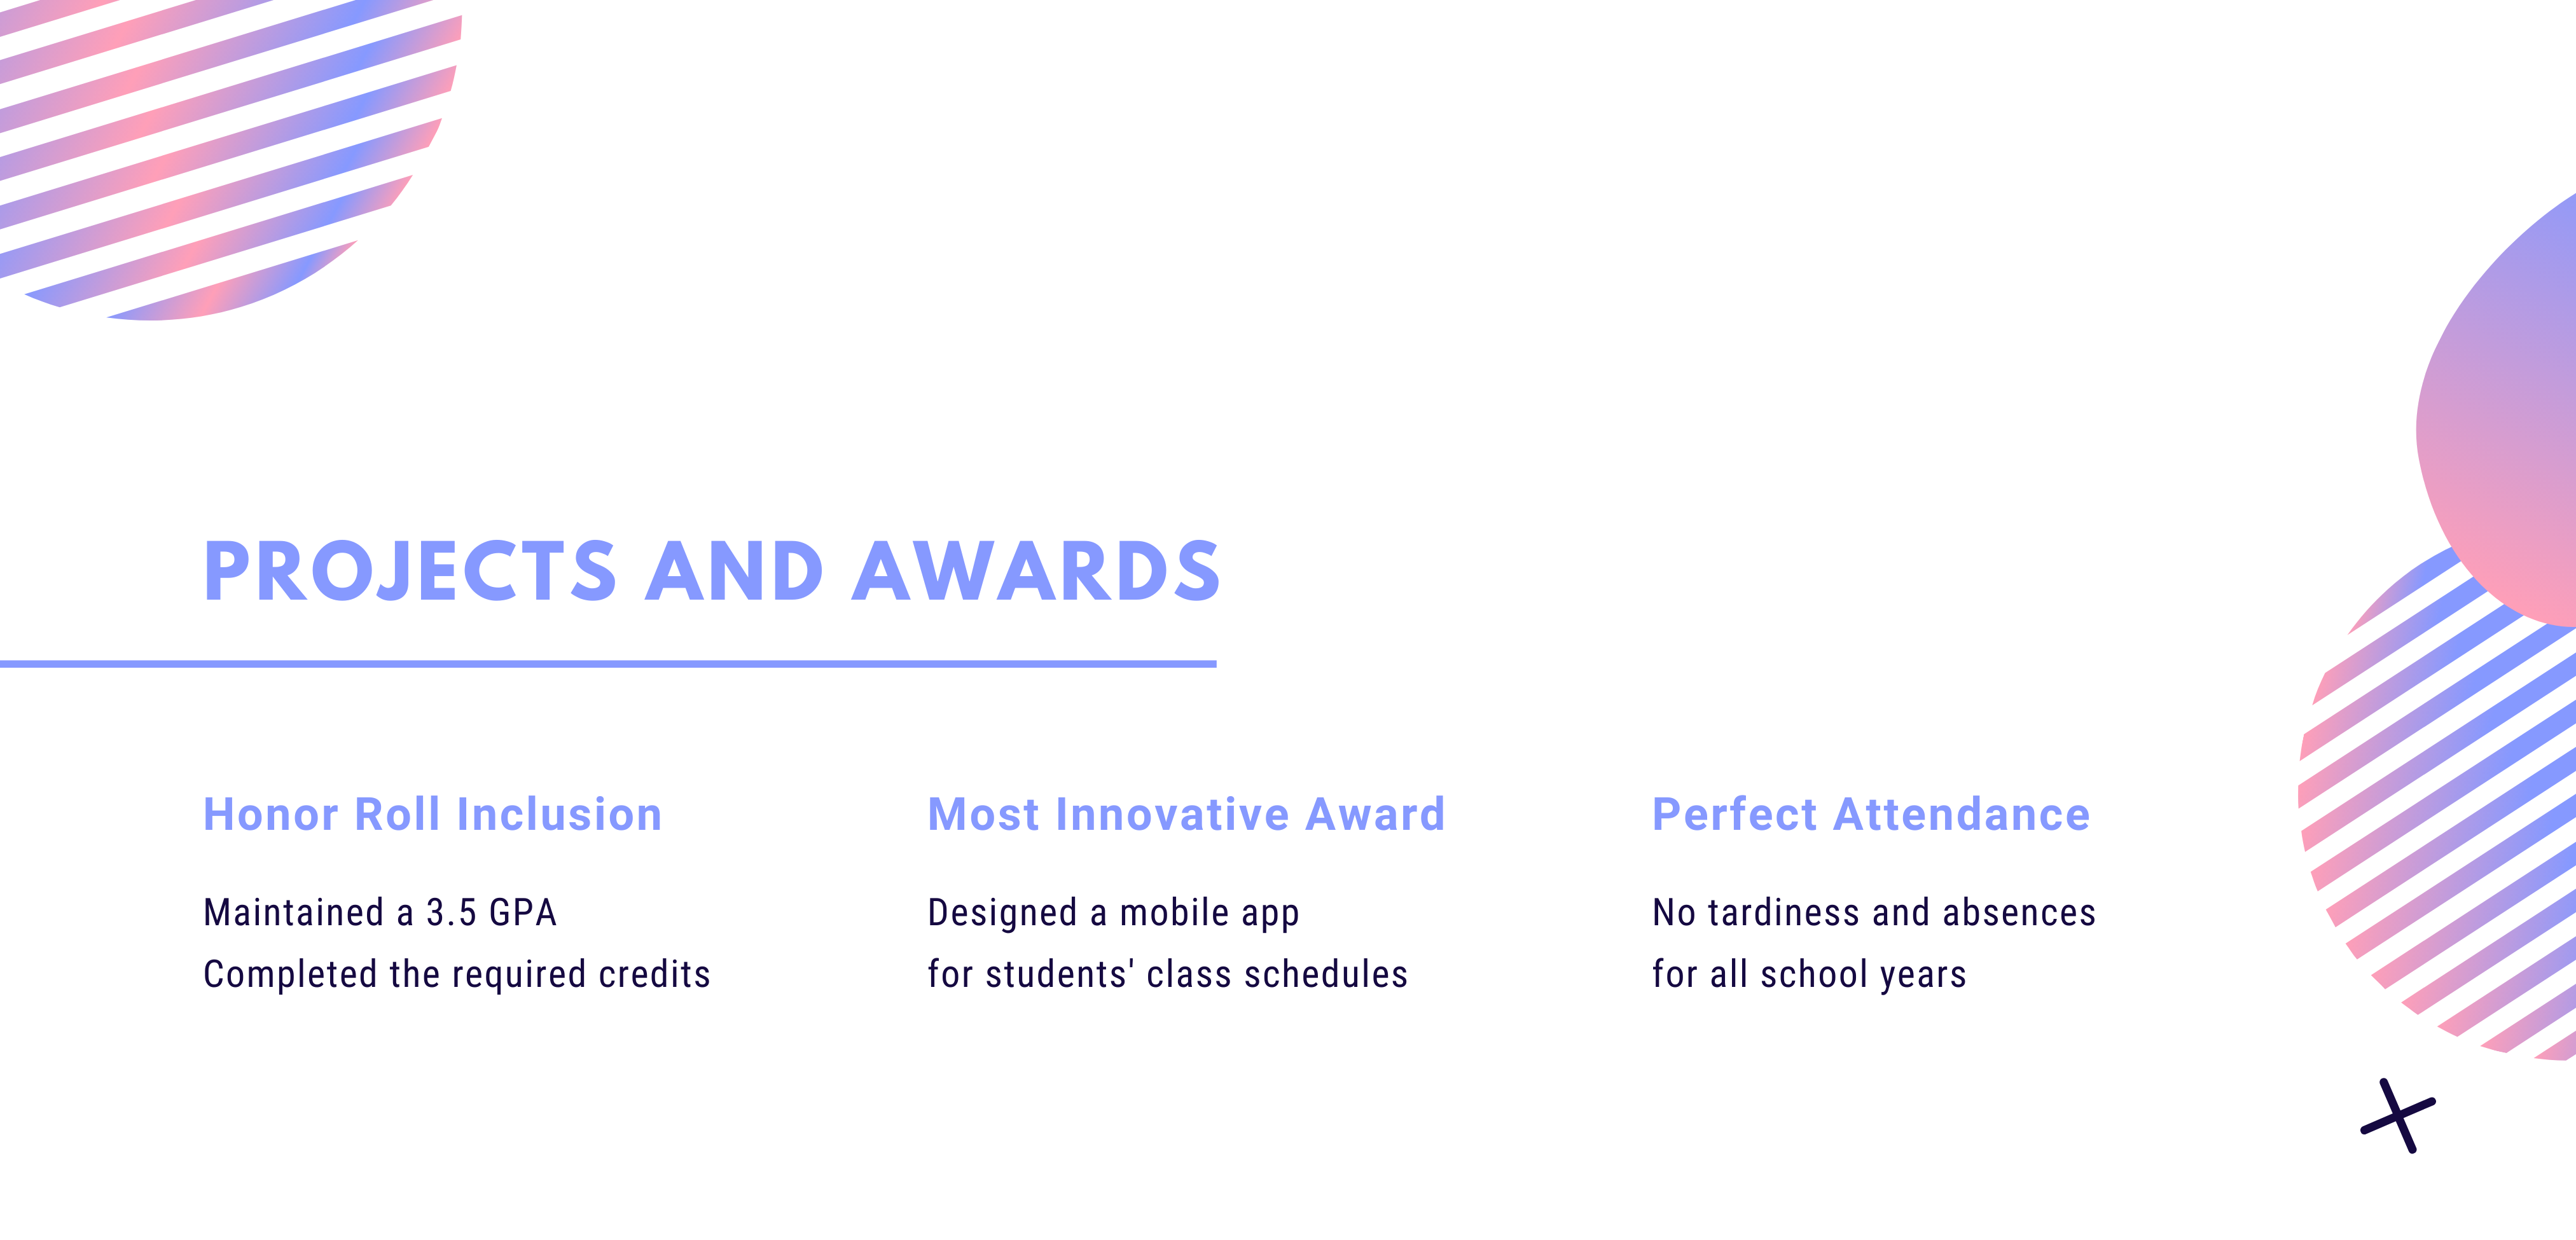 PROJECTS AND AWARDS
Honor Roll Inclusion
Maintained a 3.5 GPA
Completed the required credits
Most Innovative Award
Designed a mobile app
for students' class schedules
Perfect Attendance
No tardiness and absences
for all school years